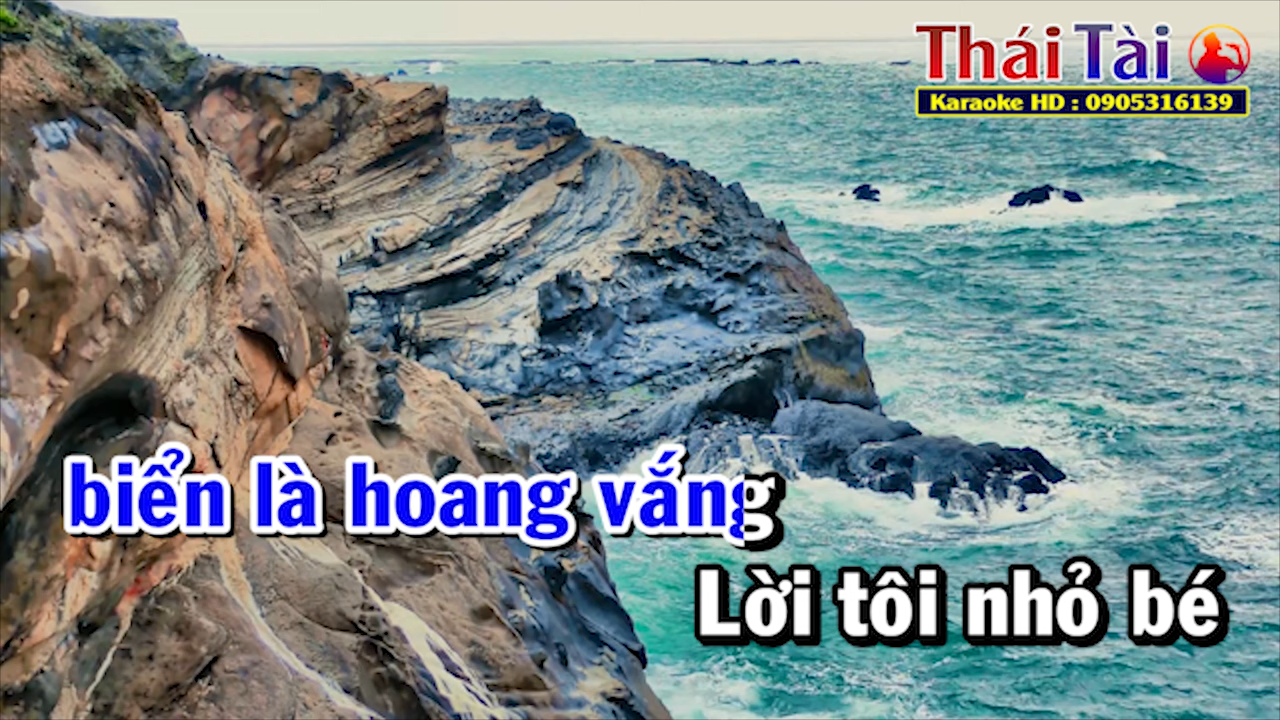 Thái Tài
Karaoke HD : 0905316139
biển là hoang vắng
Lời tôi nhỏ bé